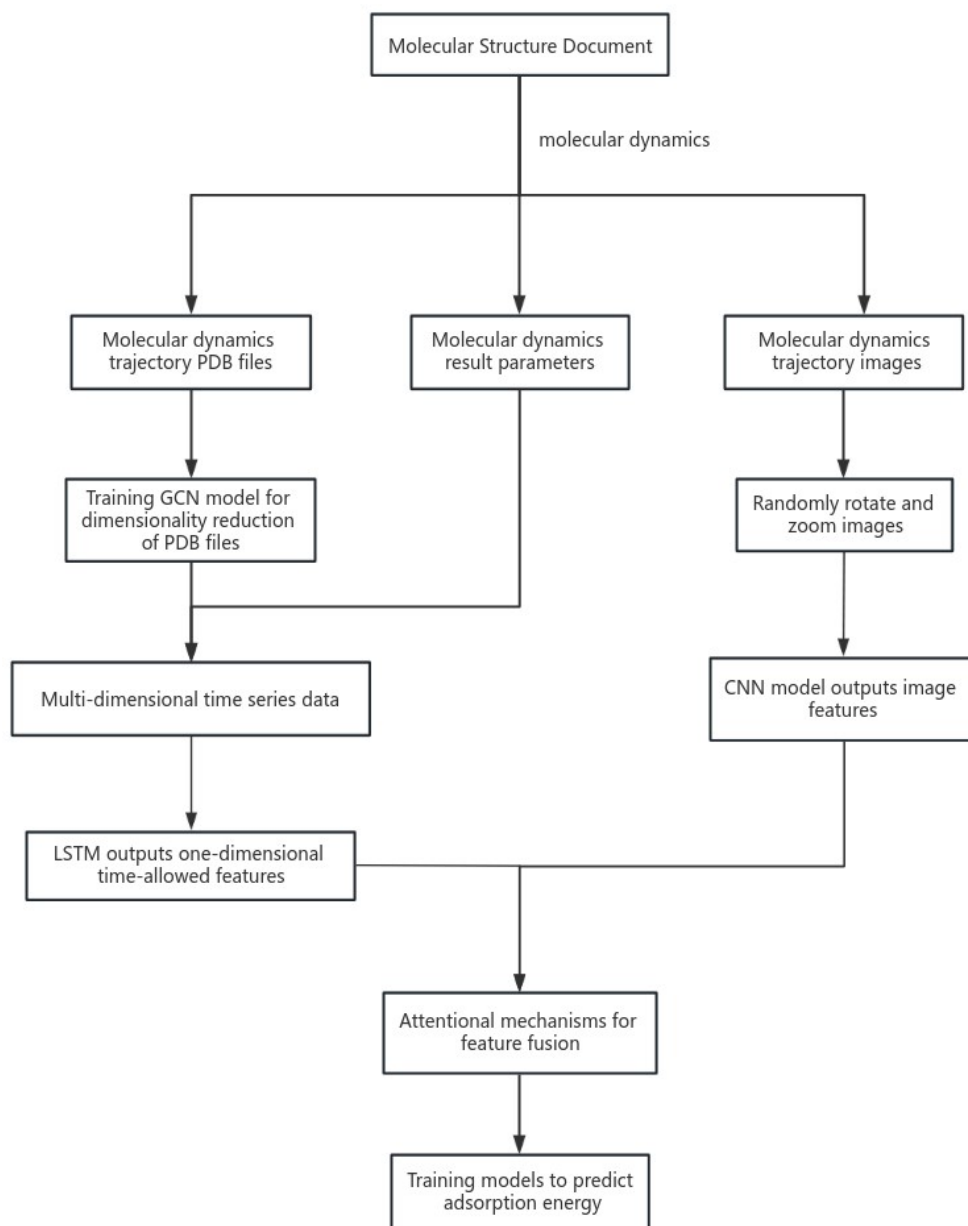 Molecular Structure Document
molecular dynamics
Molecular dynamics
trajectory PDB files
Molecular dynamics
result parameters
Molecular dynamics
trajectory images
Training GCN model for
dimensionality reduction
of PDB files
Randomly rotate and
zoom images
Multi-dimensional time series data
CNN model outputs image
features
LSTM outputs one-dimensional
time-allowed features
Attentional mechanisms for
feature fusion
Training models to predict
adsorption energy